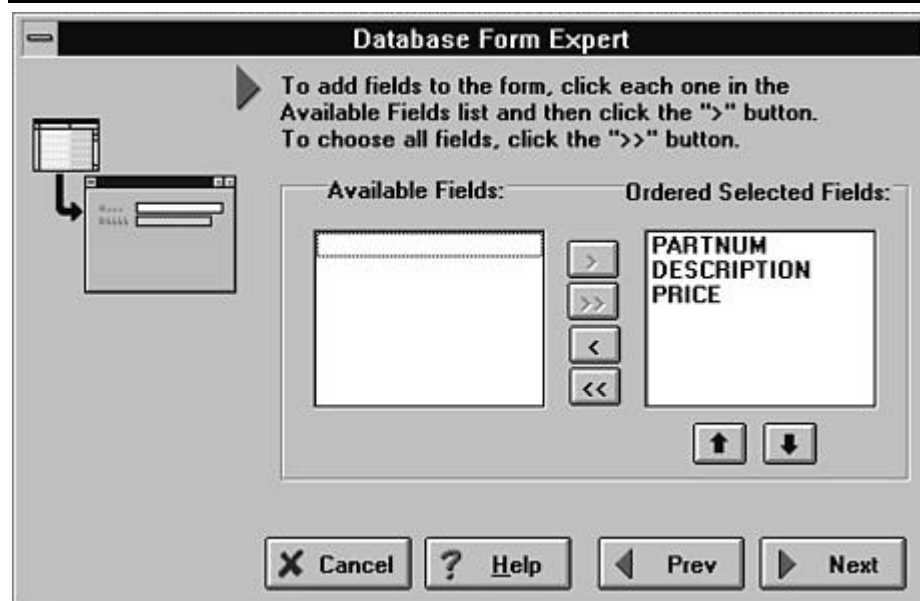 Database Form Expert
To add fields to the form, click each one in the
Available Fields list and then click the ">" button.
To choose all fields, click the ">>" button.
Available Fields:
Ordered Selected Fields:
PARTNUM
DESCRIPTION
PRICE
>
>>
<
<<
Cancel
? Help
Prev
Next